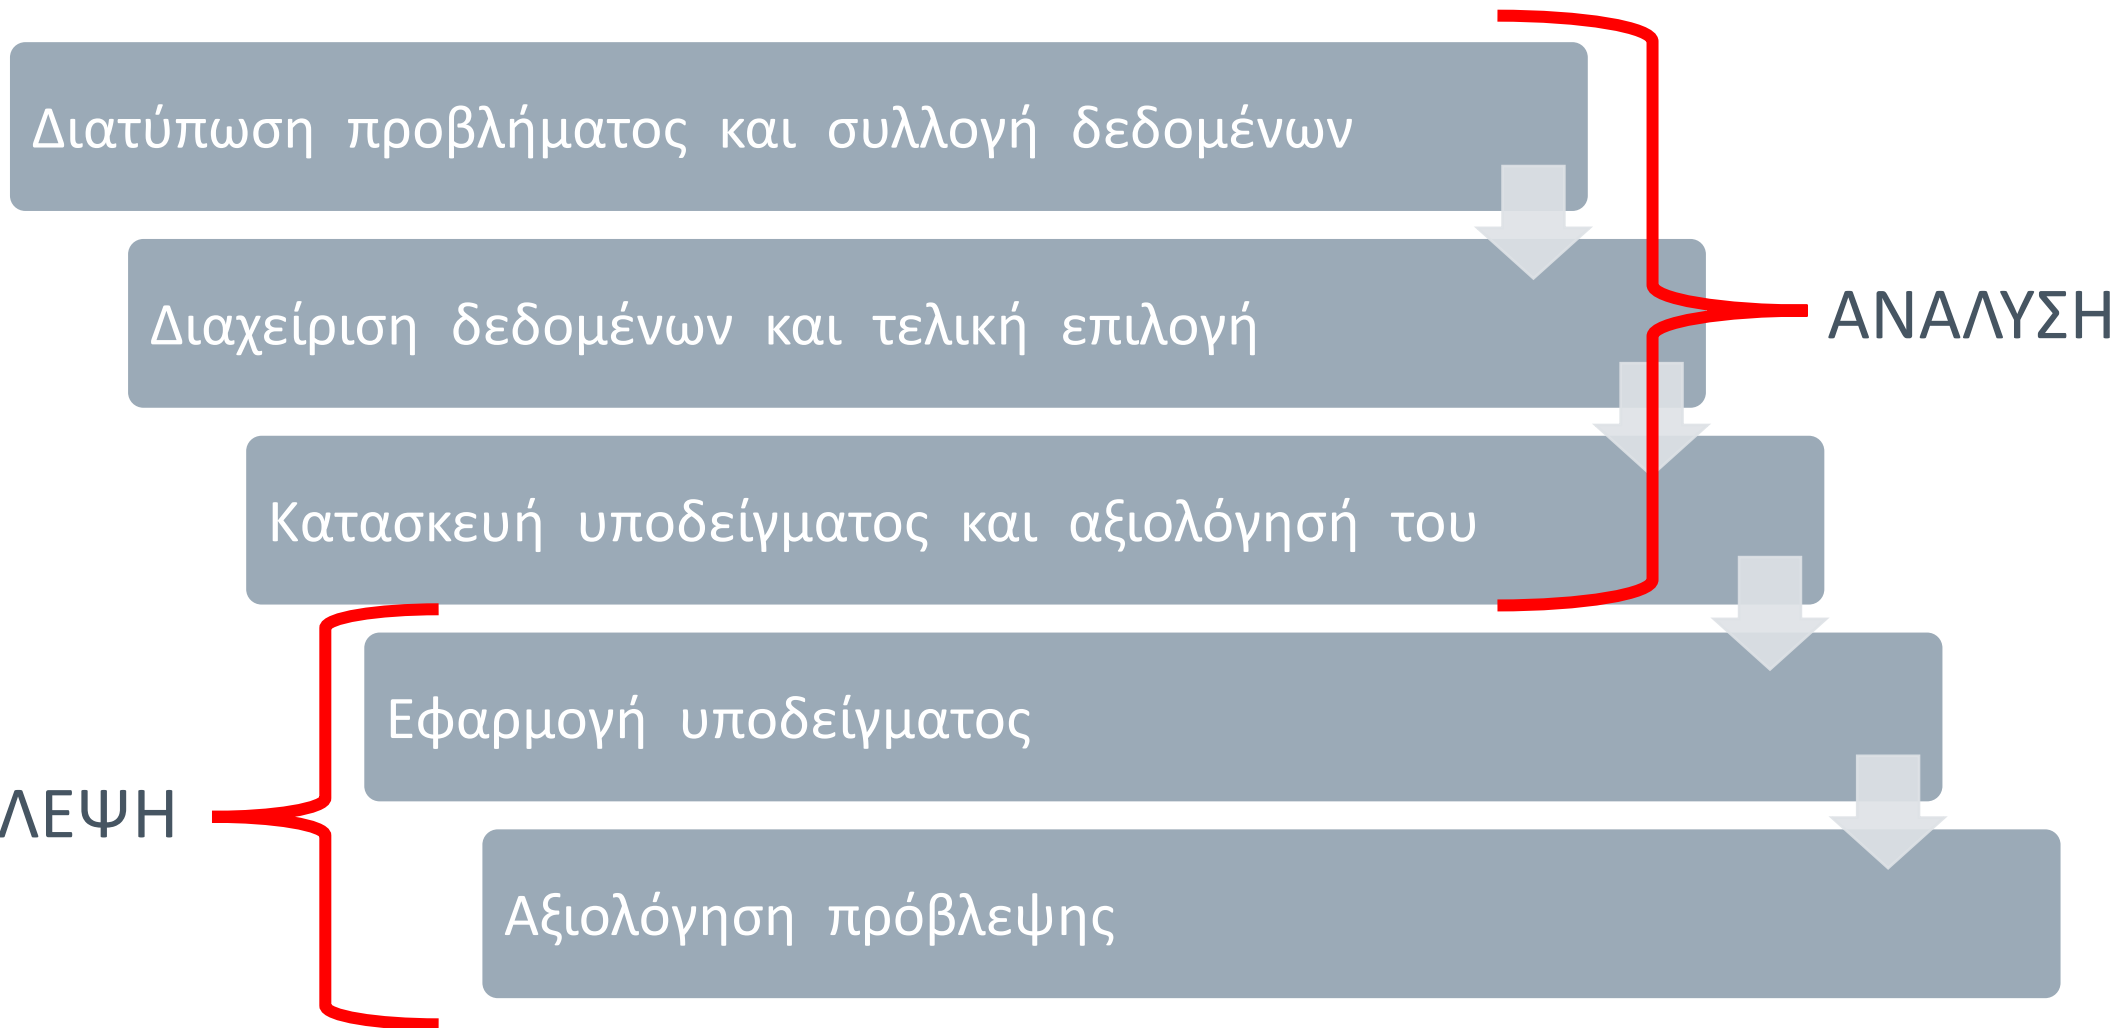 Διατύπωση προβλήματος και συλλογή δεδομένων
Διαχείριση δεδομένων και τελική επιλογή
ΑΝΑΛΥΣΗ
Κατασκευή υποδείγματος και αξιολόγησή του
Εφαρμογή υποδείγματος
ΛΕΨΗ
Αξιολόγηση πρόβλεψης